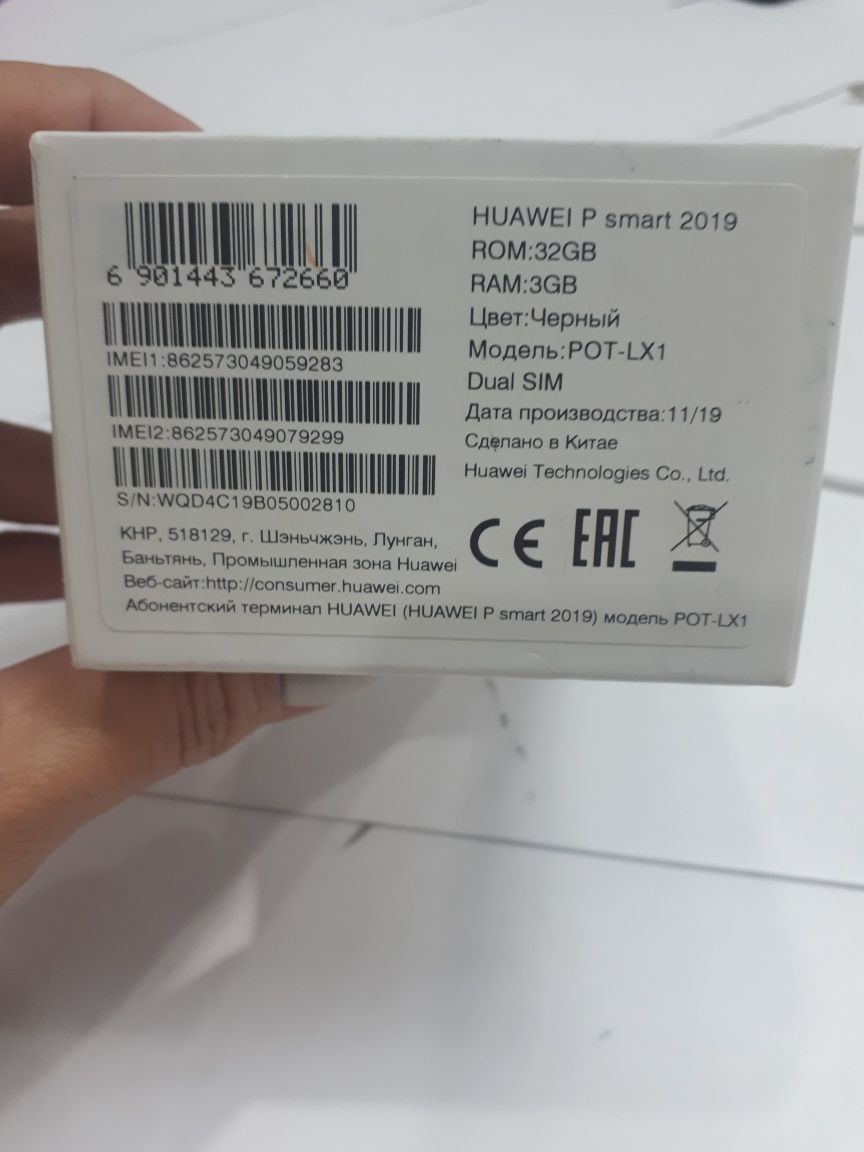 6 901443 672660
IMEI1:862573049059283
IMEI2:862573049079299
S/N:WQD4C19B05002810
HUAWEI P smart 2019
ROM:32GB
RAM:3GB
Цвет:Черный
Модель:POT-LX1
Dual SIM
Дата производства:11/19
Сделано в Китае
Huawei Technologies Co., Ltd.
КНР, 518129, г. Шэньчжэнь, Лунган,
Баньтянь, Промышленная зона Huawei
Веб-сайт:http://consumer.huawei.com
CE EAC
Абонентский терминал HUAWEI (HUAWEI P smart 2019) модель POT-LX1